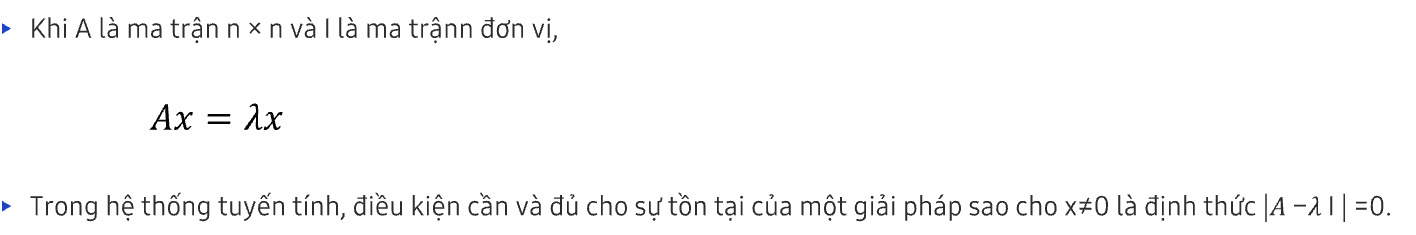 ▸ Khi A là ma trận n × n và I là ma trậnn đơn vị,
Ax = λx
▸ Trong hệ thống tuyến tính, điều kiện cần và đủ cho sự tồn tại của một giải pháp sao cho x≠0 là định thức |A −λ I | =0.